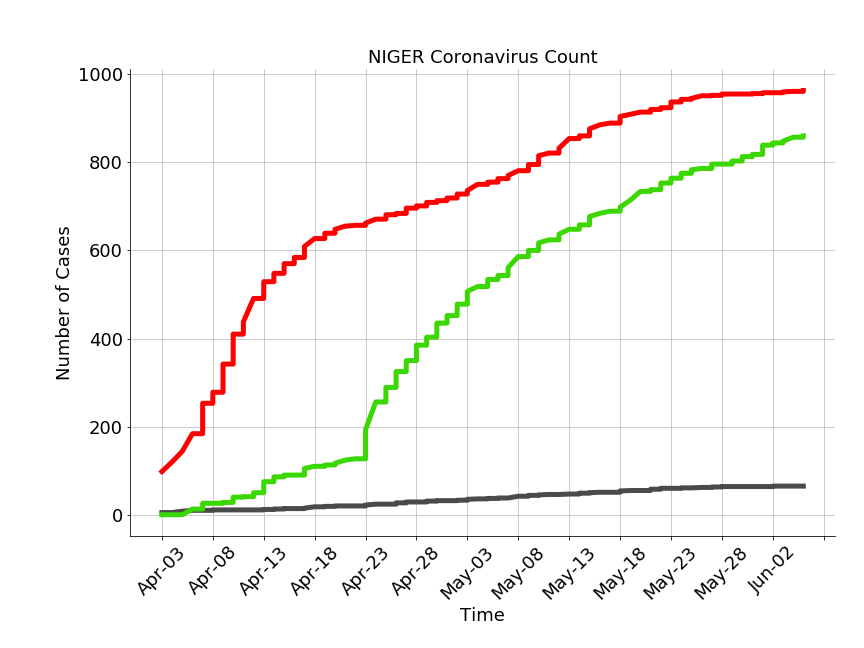 NIGER Coronavirus Count
1000
800
600
400
200
0
Number of Cases
Apr-03
Apr-08
Apr-13
Apr-18
Apr-23
Apr-28
May-03
May-08
May-13
May-18
May-23
May-28
Jun-02
Time